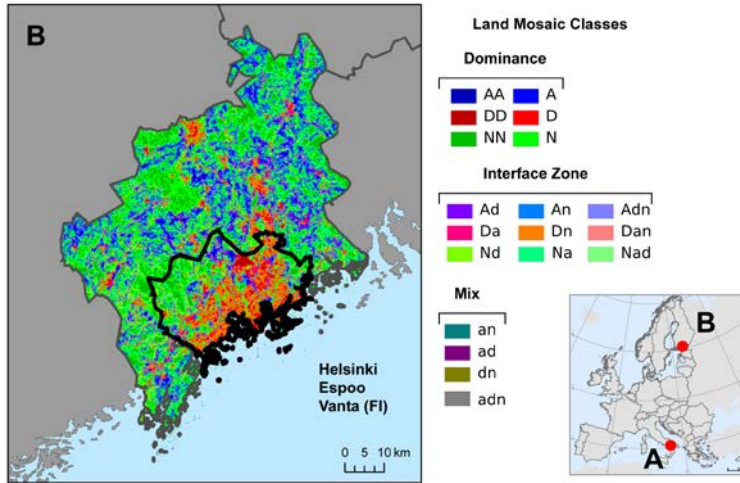 B
Helsinki
Espoo
Vanta (FI)
0 5 10 km
Land Mosaic Classes
Dominance
AA A
DD D
NN N
Interface Zone
Ad An Adn
Da Dn Dan
Nd Na Nad
Mix
an
ad
dn
adn
B
A